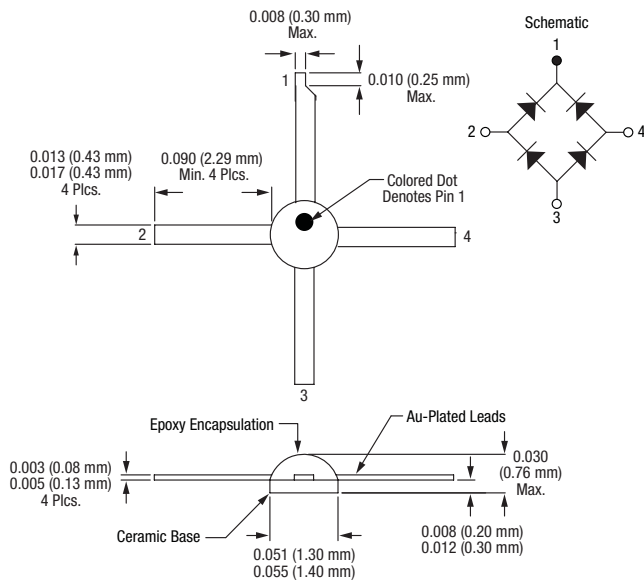 0.008 (0.30 mm)
Max.
1
0.010 (0.25 mm)
Max.
Schematic
1
2
4
3
0.013 (0.43 mm)
0.017 (0.43 mm)
4 Plcs.
0.090 (2.29 mm)
Min. 4 Plcs.
Colored Dot
Denotes Pin 1
2
4
3
Epoxy Encapsulation
Au-Plated Leads
0.003 (0.08 mm)
0.005 (0.13 mm)
4 Plcs.
0.030
(0.76 mm)
Max.
Ceramic Base
0.051 (1.30 mm)
0.055 (1.40 mm)
0.008 (0.20 mm)
0.012 (0.30 mm)